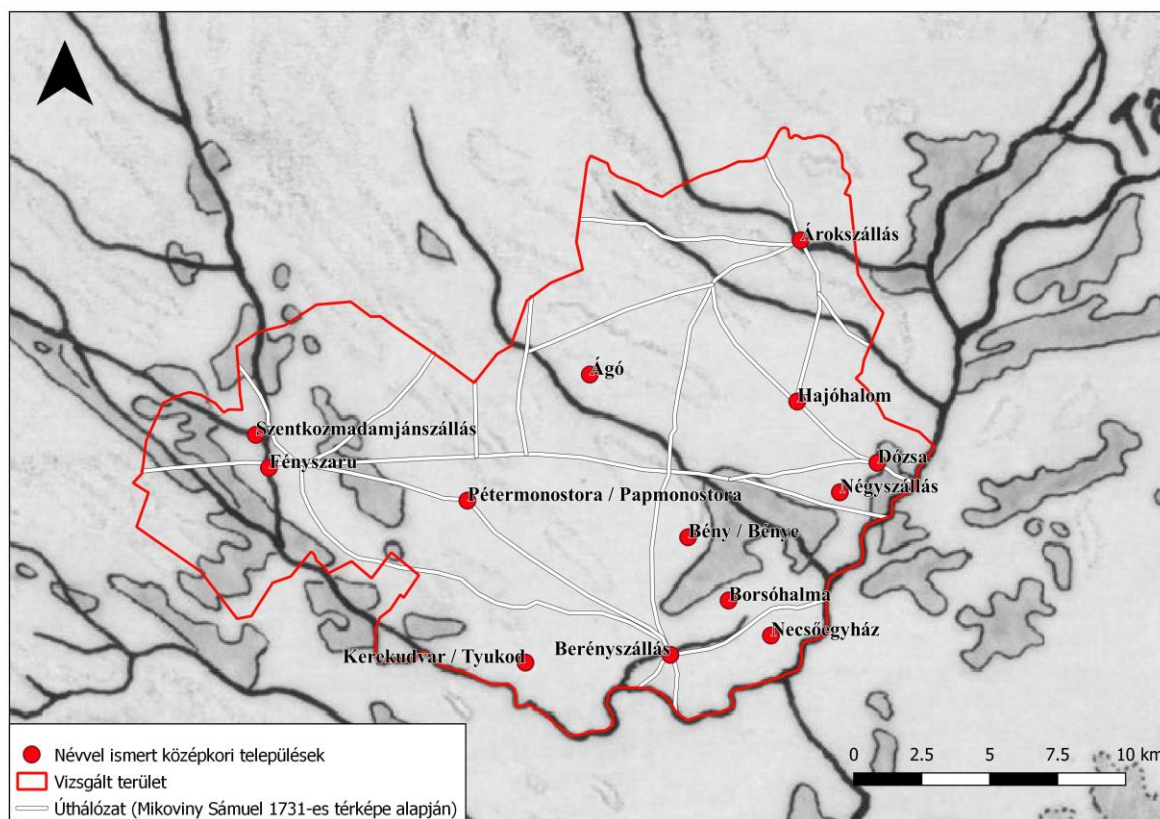 Ta
Árokszállás
Ágó
Hajóhalom
Szentkozmadamjánszállás
Fényszaru
Dózsa
Négyszállás
Pétermonostora / Papmonostora
Bény / Bénye
Borsóhalma
Necsőegyház
Berényszállás
Kerekudvar / Tyukod
Névvel ismert középkori települések
Vizsgált terület
Úthálózat (Mikoviny Sámuel 1731-es térképe alapján)
0 2.5 5 7.5 10 km